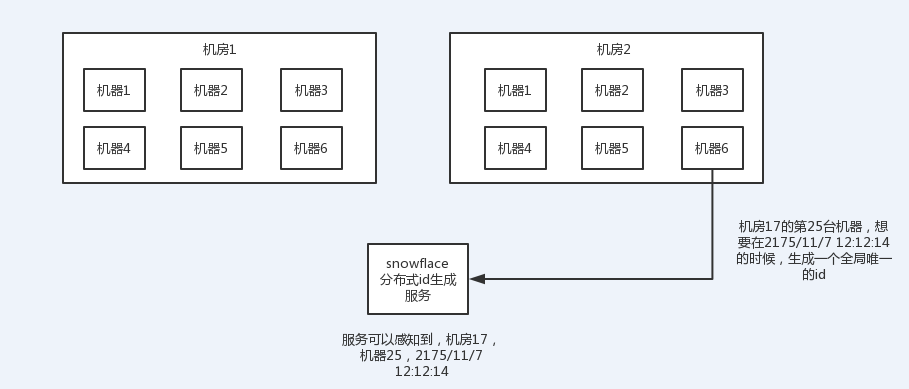 机房1
机房2
机器1
机器2
机器3
机器1
机器2
机器3
机器4
机器5
机器6
机器4
机器5
机器6
机房17的第25台机器，想
要在2175/11/7 12:12:14
的时候，生成一个全局唯一
的id
snowflace
分布式id生成
服务
服务可以感知到，机房17，
机器25，2175/11/7
12:12:14